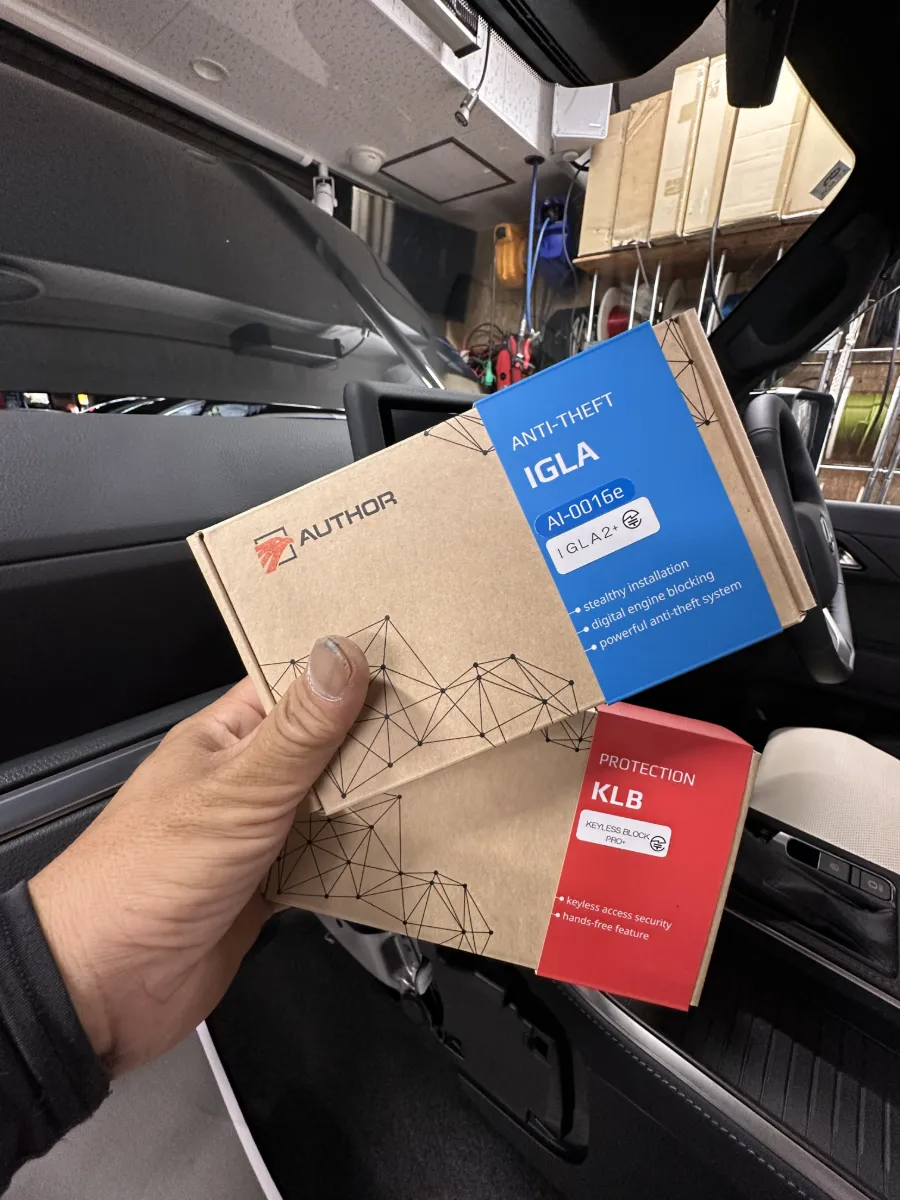 AUTHOR
ANTI-THEFT
IGLA
AI-0016e
IGLA2+
stealthy installation
digital engine blocking
powerful anti-theft system
PROTECTION
KLB
KEYLESS BLOCK
PRO+
keyless access security
hands-free feature